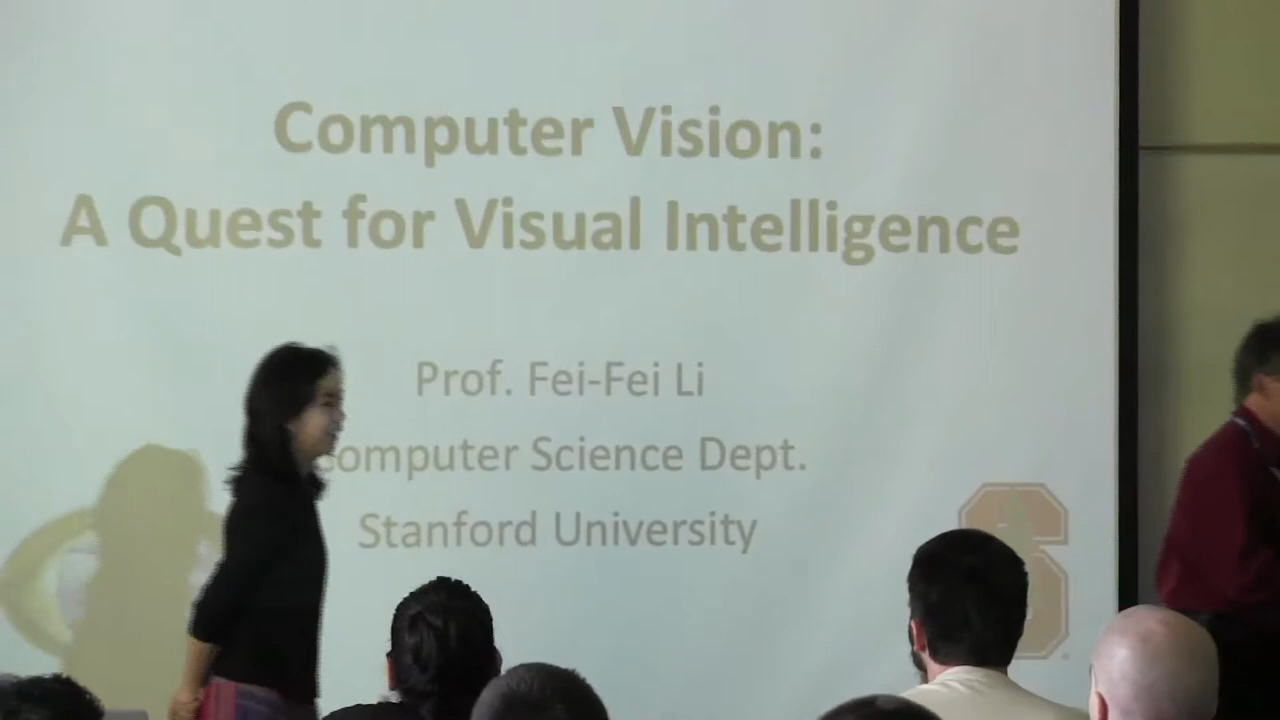 Computer Vision:
A Quest for Visual Intelligence
Prof. Fei-Fei Li
Computer Science Dept.
Stanford University